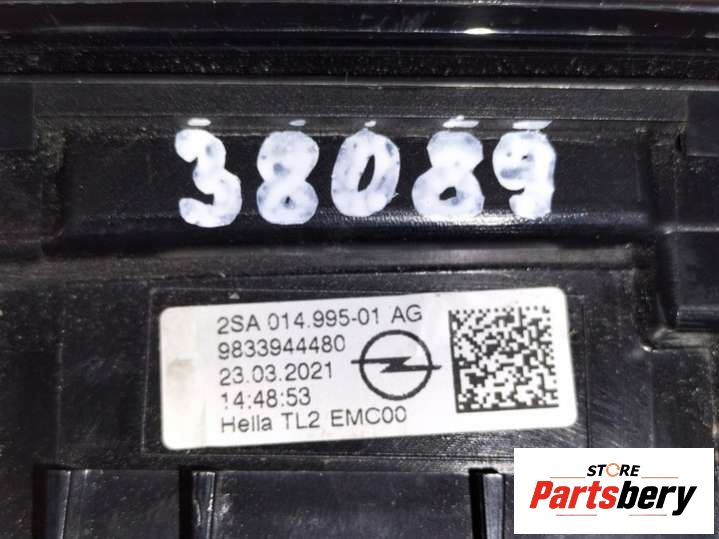 38089
2SA 014.995-01 AG
9833944480
23.03.2021
14:48:53
Hella TL2 EMC00
STORE
Partsbery